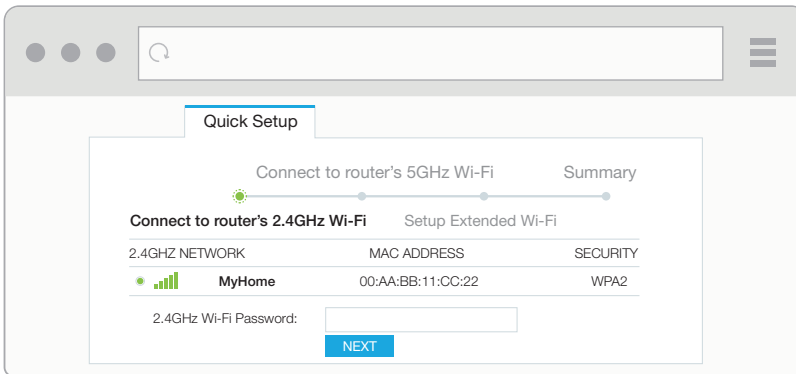 Quick Setup
Connect to router's 5GHz Wi-Fi Summary
Connect to router's 2.4GHz Wi-Fi Setup Extended Wi-Fi
2.4GHZ NETWORK MAC ADDRESS SECURITY
MyHome 00:AA:BB:11:CC:22 WPA2
2.4GHz Wi-Fi Password:
NEXT